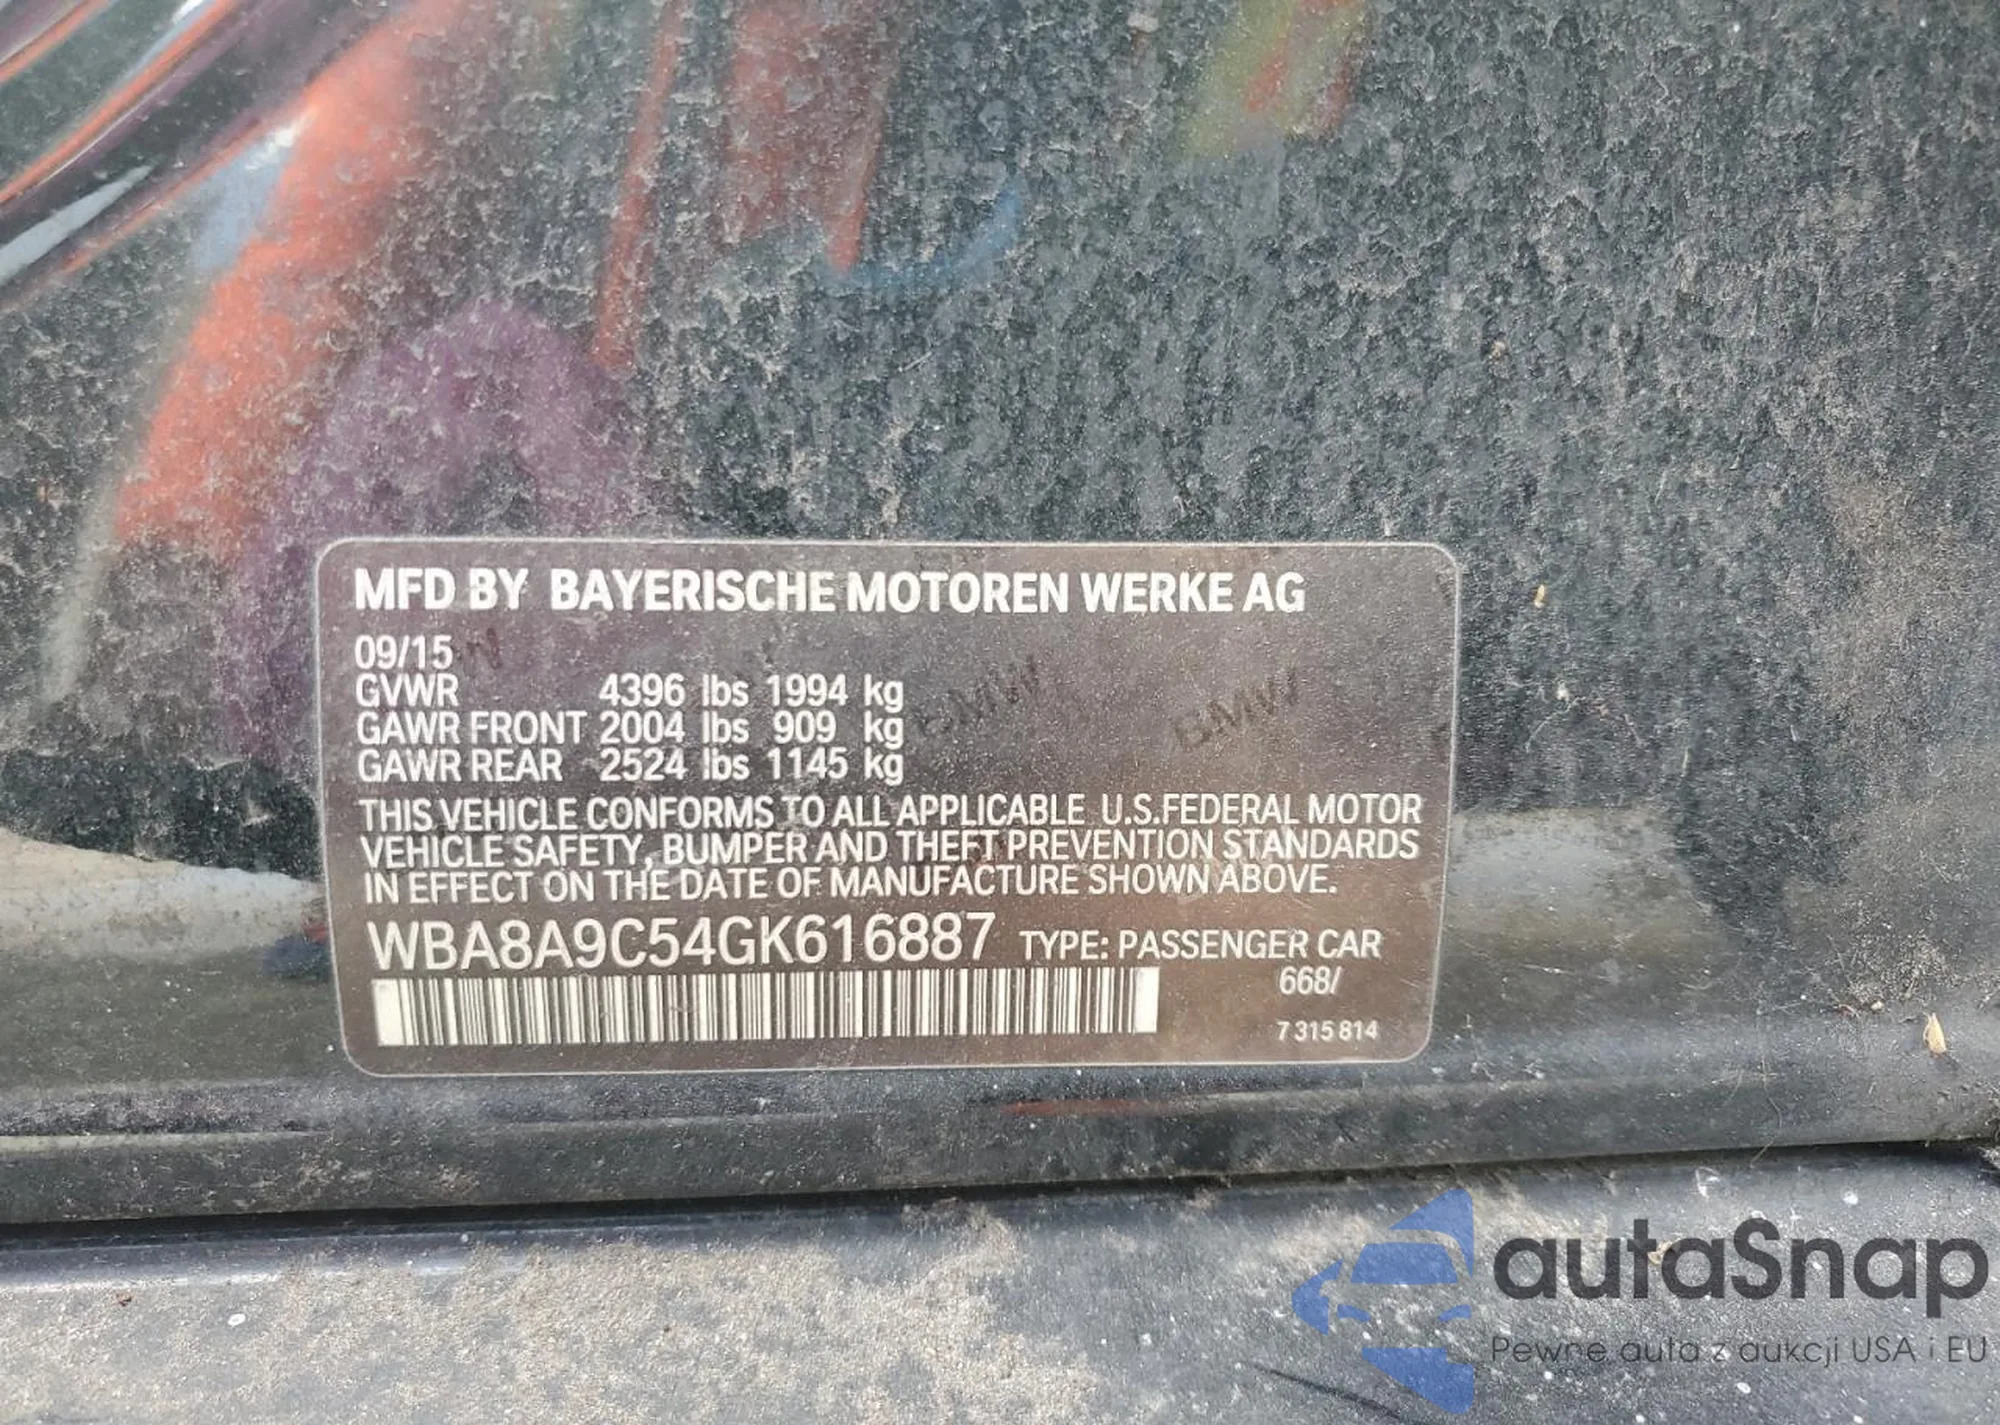 MFD BY BAYERISCHE MOTOREN WERKE AG
09/15
GVWR 4396 lbs 1994 kg
GAWR FRONT 2004 lbs 909 kg
GAWR REAR 2524 lbs 1145 kg
BMW BMW
THIS VEHICLE CONFORMS TO ALL APPLICABLE U.S.FEDERAL MOTOR
VEHICLE SAFETY, BUMPER AND THEFT PREVENTION STANDARDS
IN EFFECT ON THE DATE OF MANUFACTURE SHOWN ABOVE.
WBA8A9C54GK616887 TYPE: PASSENGER CAR
668/
7 315 814
autaSnap
Pewne auta z aukcji USA i EU